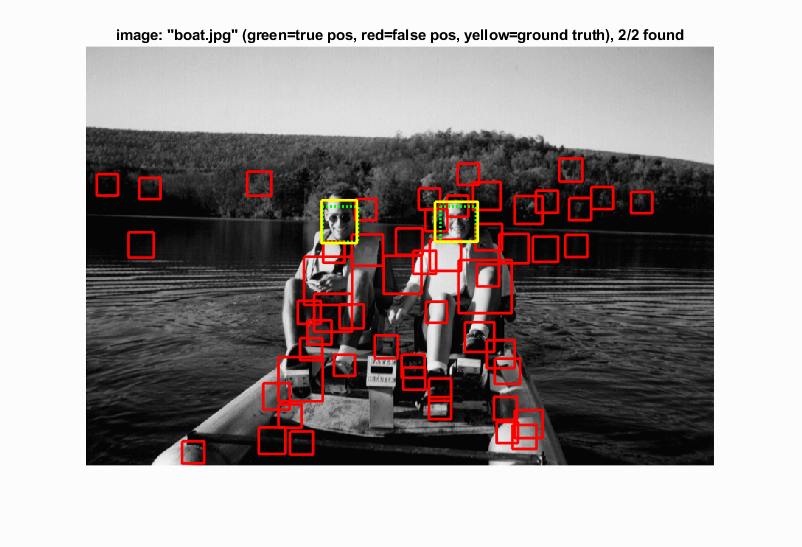 image: "boat.jpg" (green=true pos, red=false pos, yellow=ground truth), 2/2 found